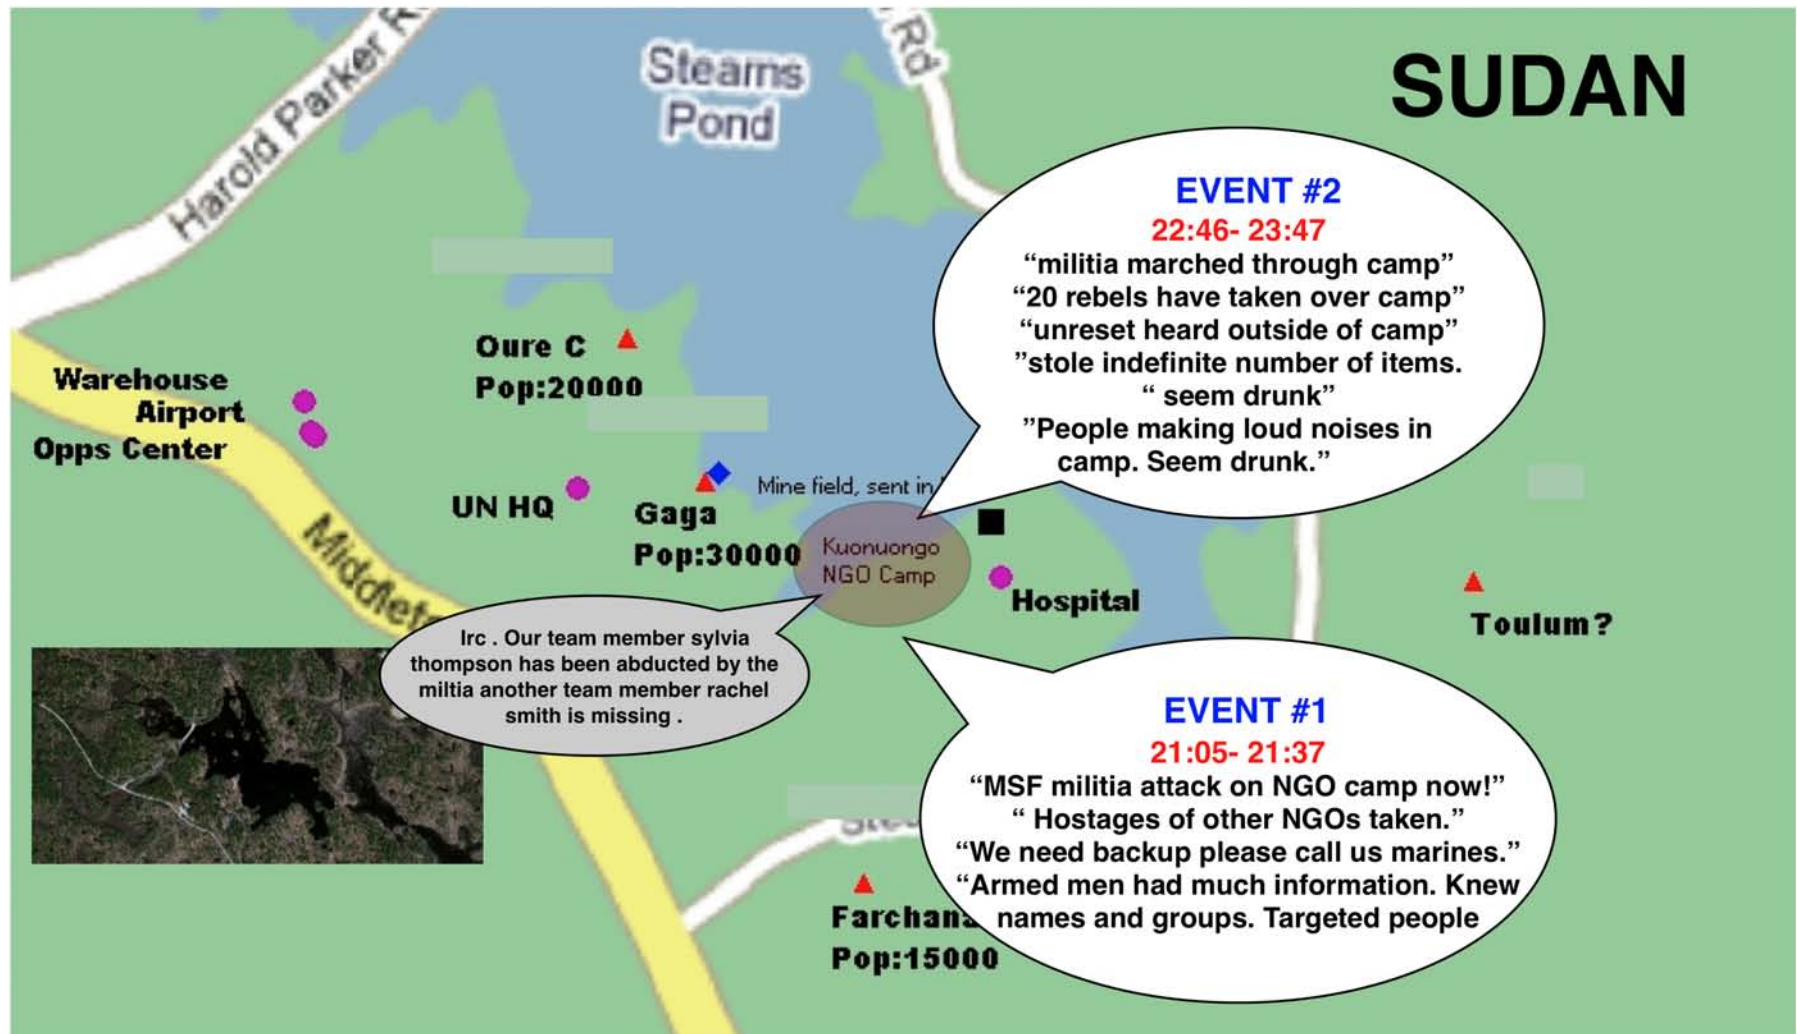 SUDAN
Harold Parker R
Stearns
Pond
Rd
EVENT #2
22:46- 23:47
“militia marched through camp”
“20 rebels have taken over camp”
“unreset heard outside of camp”
”stole indefinite number of items.
“ seem drunk”
”People making loud noises in
camp. Seem drunk.”
Oure C
Pop:20000
Warehouse
Airport
Opps Center
UN HQ
Gaga
Pop:30000
Mine field, sent in
Kuonuongo
NGO Camp
Hospital
Toulum?
Middlet
Irc . Our team member sylvia
thompson has been abducted by the
miltia another team member rachel
smith is missing .
EVENT #1
21:05- 21:37
“MSF militia attack on NGO camp now!”
“ Hostages of other NGOs taken.”
“We need backup please call us marines.”
“Armed men had much information. Knew
names and groups. Targeted people
Farchana
Pop:15000